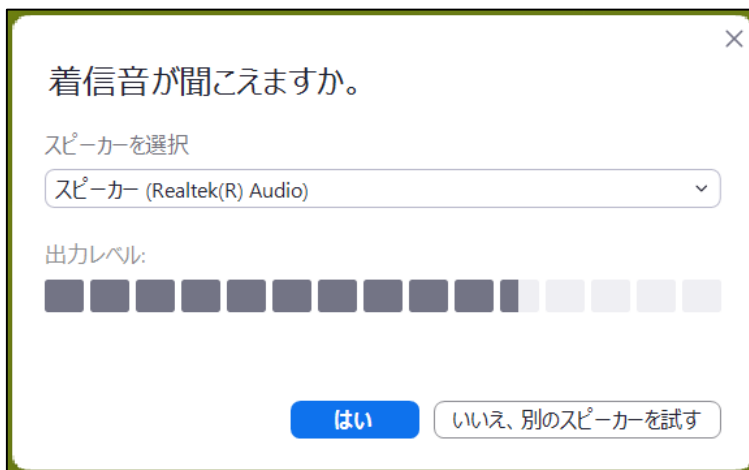 着信音が聞こえますか。
スピーカーを選択
スピーカー (Realtek(R) Audio)
出力レベル:
はい
いいえ、別のスピーカーを試す